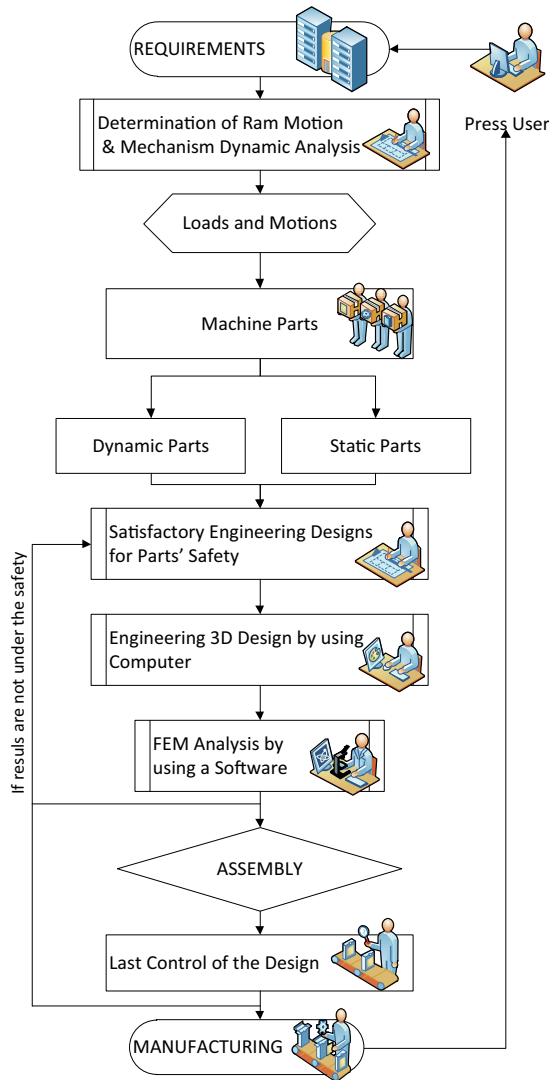 REQUIREMENTS
Press User
Determination of Ram Motion
& Mechanism Dynamic Analysis
Loads and Motions
Machine Parts
Dynamic Parts
Static Parts
Satisfactory Engineering Designs
for Parts' Safety
Engineering 3D Design by using
Computer
FEM Analysis by
using a Software
If resuls are not under the safety
ASSEMBLY
Last Control of the Design
MANUFACTURING